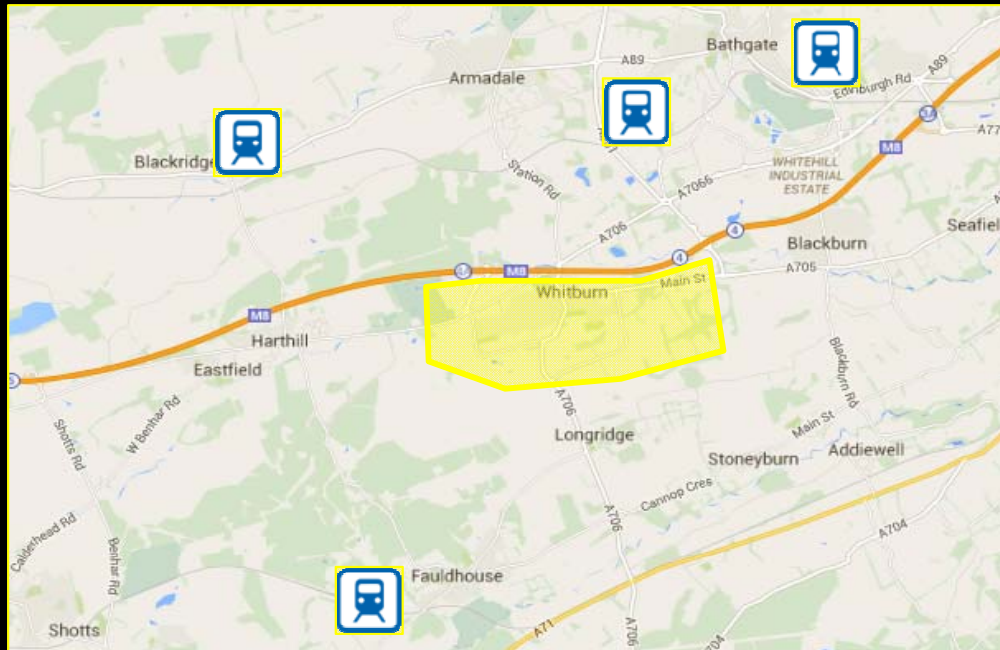 Bathgate
A89
A89
Armadale
Edinburgh Rd
M8
A77
Blackridge
Station Rd
WHITEHILL
INDUSTRIAL
ESTATE
A7066
A706
4
Seafiel
4
Blackburn
M8
A705
Main St
Whitburn
M8
Harthill
Eastfield
Blackburn Rd
A706
W Benhar Rd
Shotts Rd
Main St
Longridge
Addiewell
Stoneyburn
Cannop Cres
A706
A704
Calderhead Rd
Benhar Rd
Fauldhouse
A71
A706
Shotts
704